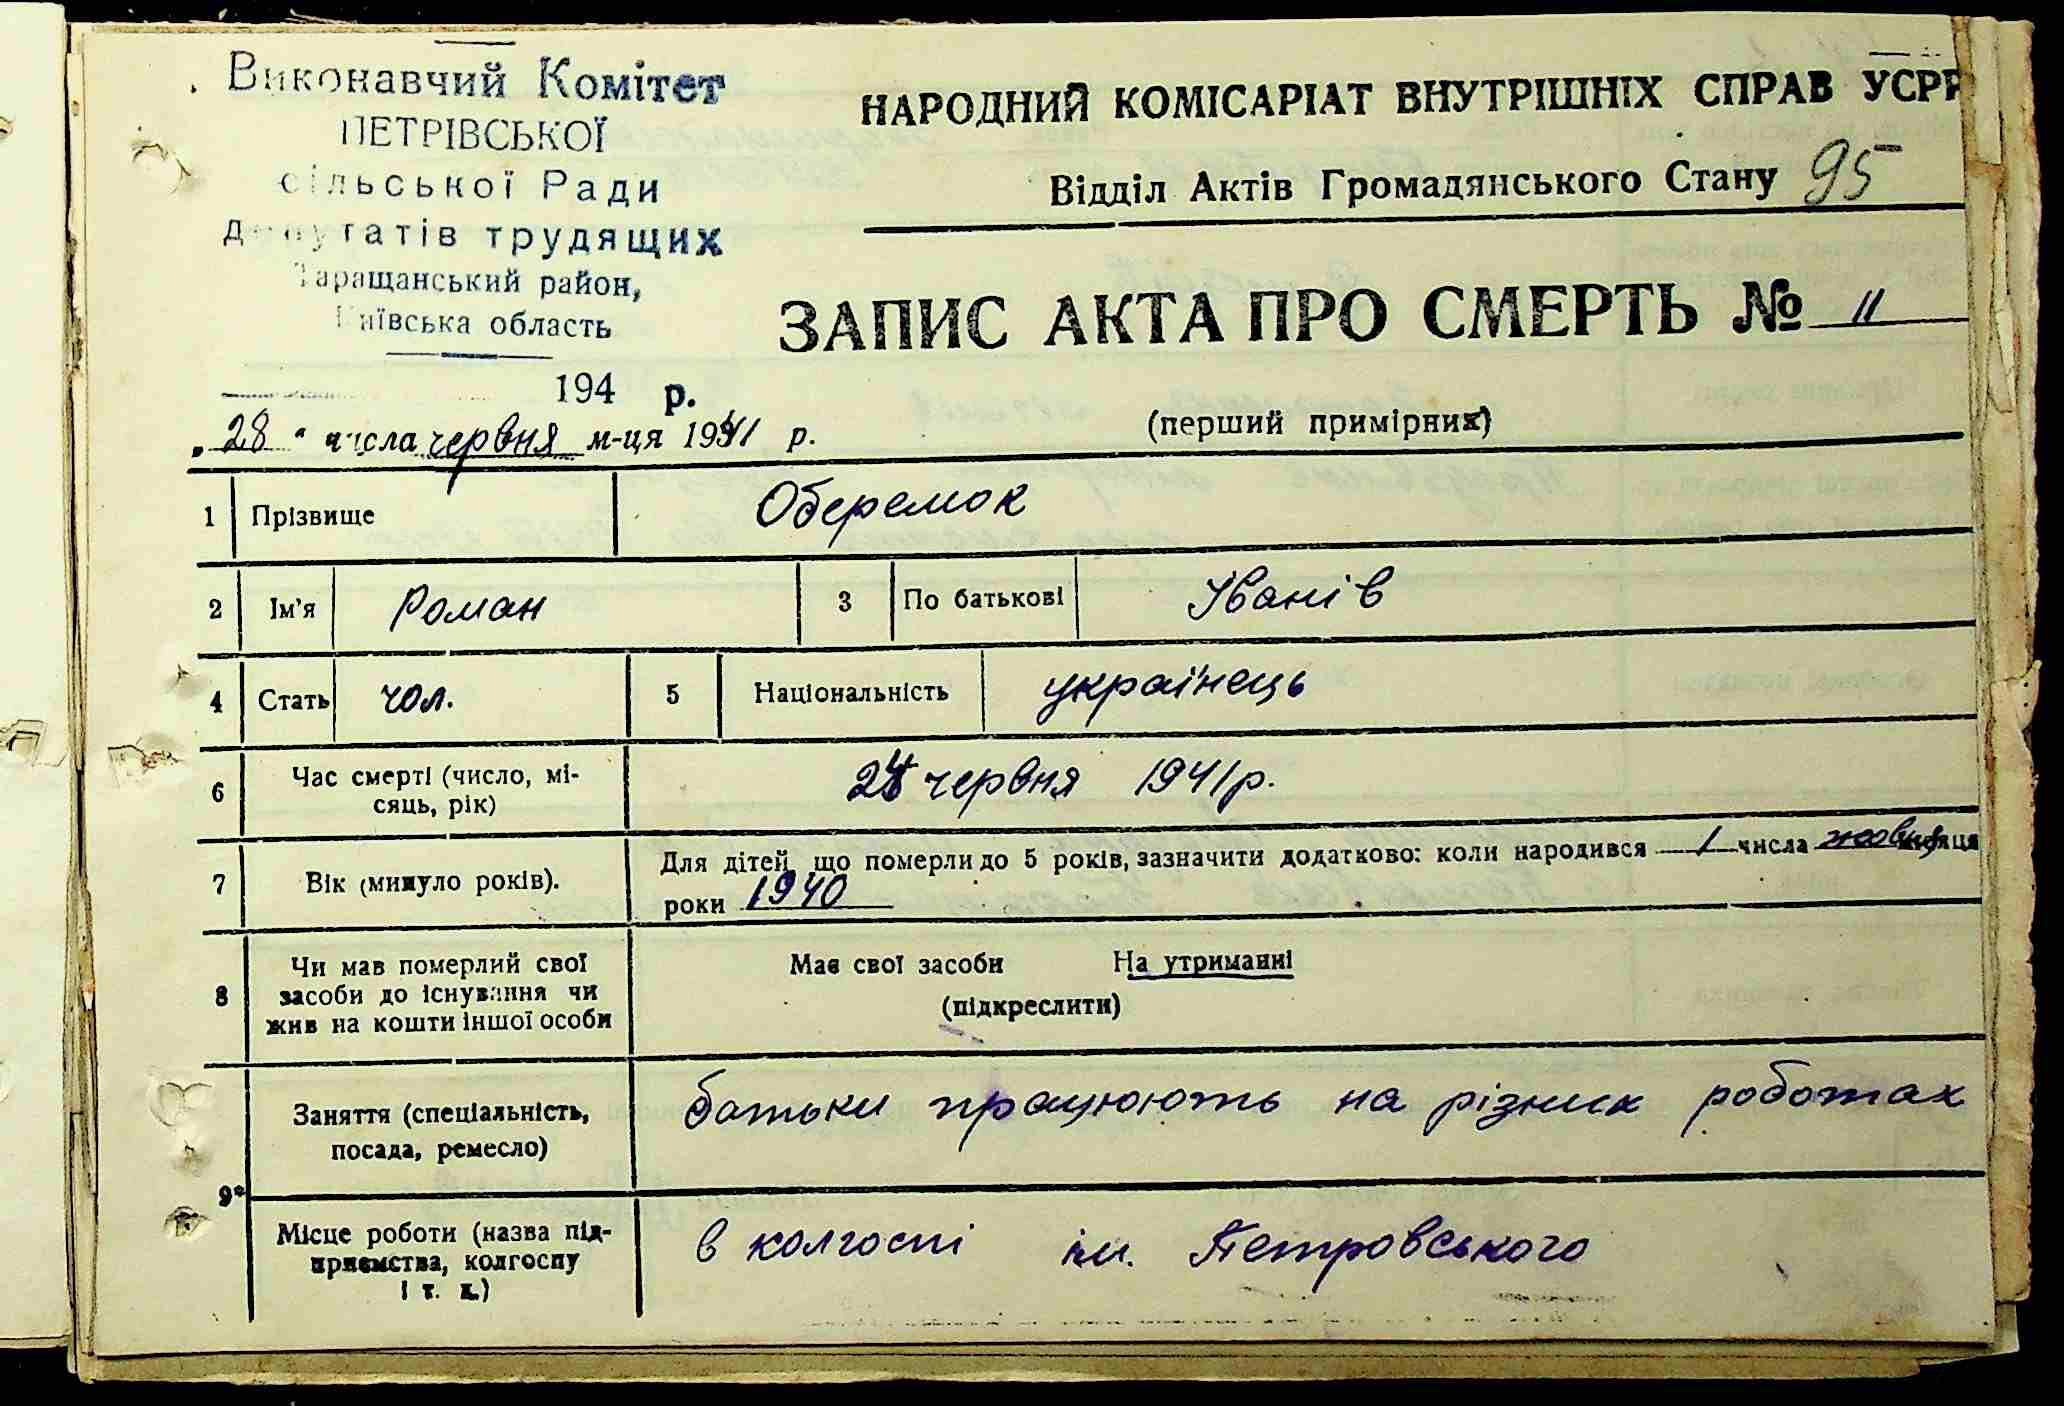 Виконавчий Комітет
ПЕТРІВСЬКОЇ
сільської Ради
депутатів трудящих
Таращанський район,
Київська область
194 р.
НАРОДНИЙ КОМІСАРІАТ ВНУТРІШНІХ СПРАВ УСРР
Відділ Актів Громадянського Стану 95
ЗАПИС АКТА ПРО СМЕРТЬ № 11
„28“ числа червня м-ця 1941 р.
(перший примірник)
1 Прізвище Оберемок
2 Ім'я Роман 3 По батькові Іванів
4 Стать чол. 5 Національність українець
6 Час смерті (число, мі-
сяць, рік) 24 червня 1941 р.
7 Вік (минуло років). Для дітей, що померли до 5 років, зазначити додатково: коли народився 1 числа жовтня місяця
роки 1940
8 Чи мав померлий свої
засоби до існування чи
жив на кошти іншої особи
Має свої засоби На утриманні
(підкреслити)
9* Заняття (спеціальність,
посада, ремесло) батьки працюють на різних роботах
Місце роботи (назва під-
приємства, колгоспу
і т. д.) в колгоспі ім. Петровського